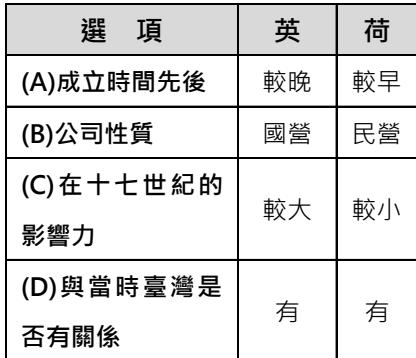 選 項 英 荷
(A)成立時間先後 較晚 較早
(B)公司性質 國營 民營
(C)在十七世紀的
影響力 較大 較小
(D)與當時臺灣是
否有關係 有 有